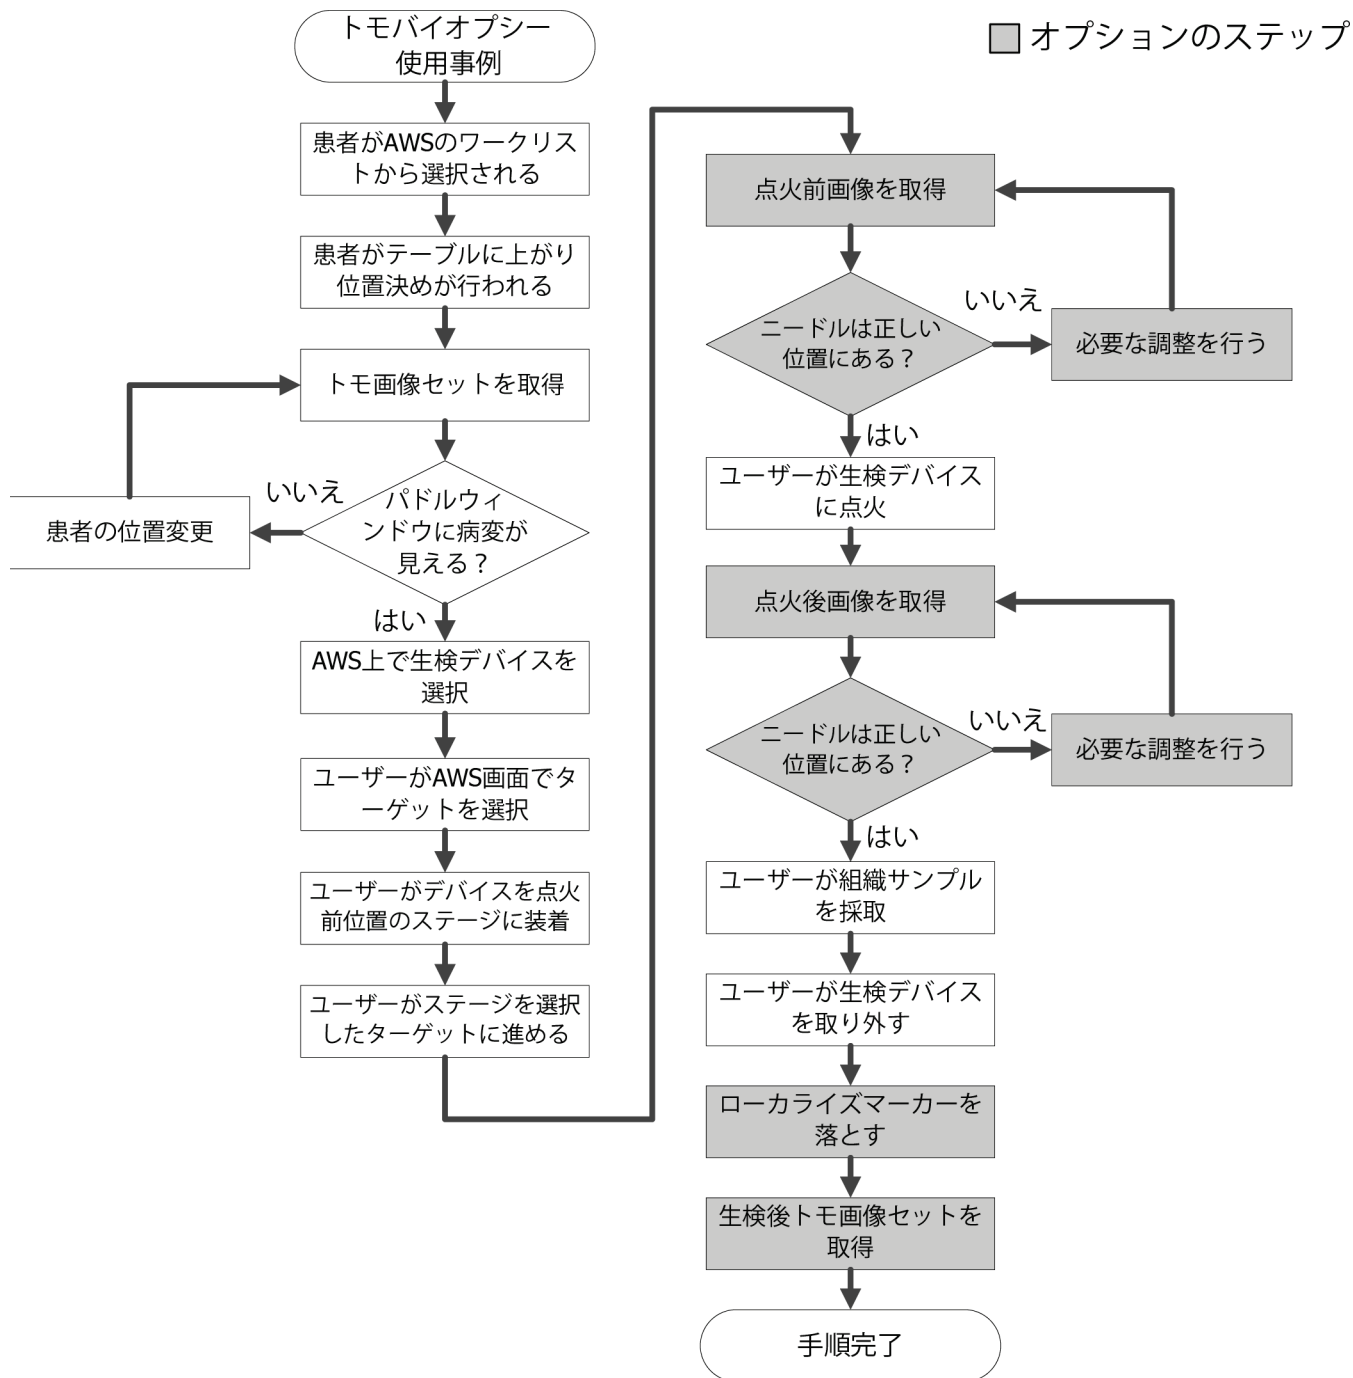 トモバイオプシー
使用事例
オプションのステップ
患者がAWSのワークリス
トから選択される
患者がテーブルに上がり
位置決めが行われる
トモ画像セットを取得
パドルウィ
ンドウに病変が
見える？
いいえ
患者の位置変更
はい
AWS上で生検デバイスを
選択
ユーザーがAWS画面でタ
ーゲットを選択
ユーザーがデバイスを点火
前位置のステージに装着
ユーザーがステージを選択
したターゲットに進める
点火前画像を取得
ニードルは正しい
位置にある？
いいえ
必要な調整を行う
はい
ユーザーが生検デバイス
に点火
点火後画像を取得
ニードルは正しい
位置にある？
いいえ
必要な調整を行う
はい
ユーザーが組織サンプル
を採取
ユーザーが生検デバイス
を取り外す
ローカライズマーカーを
落とす
生検後トモ画像セットを
取得
手順完了